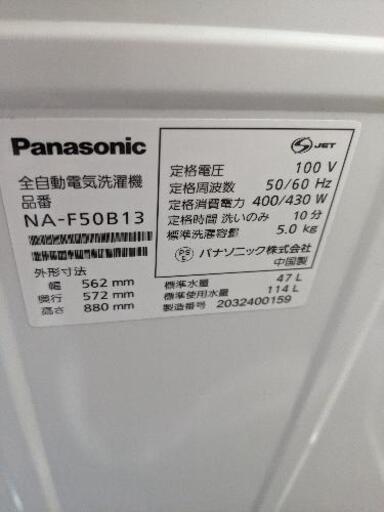 Panasonic
全自動電気洗濯機
品番
NA-F50B13
外形寸法
幅 562 mm
奥行 572 mm
高さ 880 mm
JET
定格電圧 100 V
定格周波数 50/60 Hz
定格消費電力 400/430 W
定格時間 洗いのみ 10分
標準洗濯容量 5.0 kg
PSE パナソニック株式会社
中国製
標準水量 47 L
標準使用水量 114 L
製造番号 2032400159